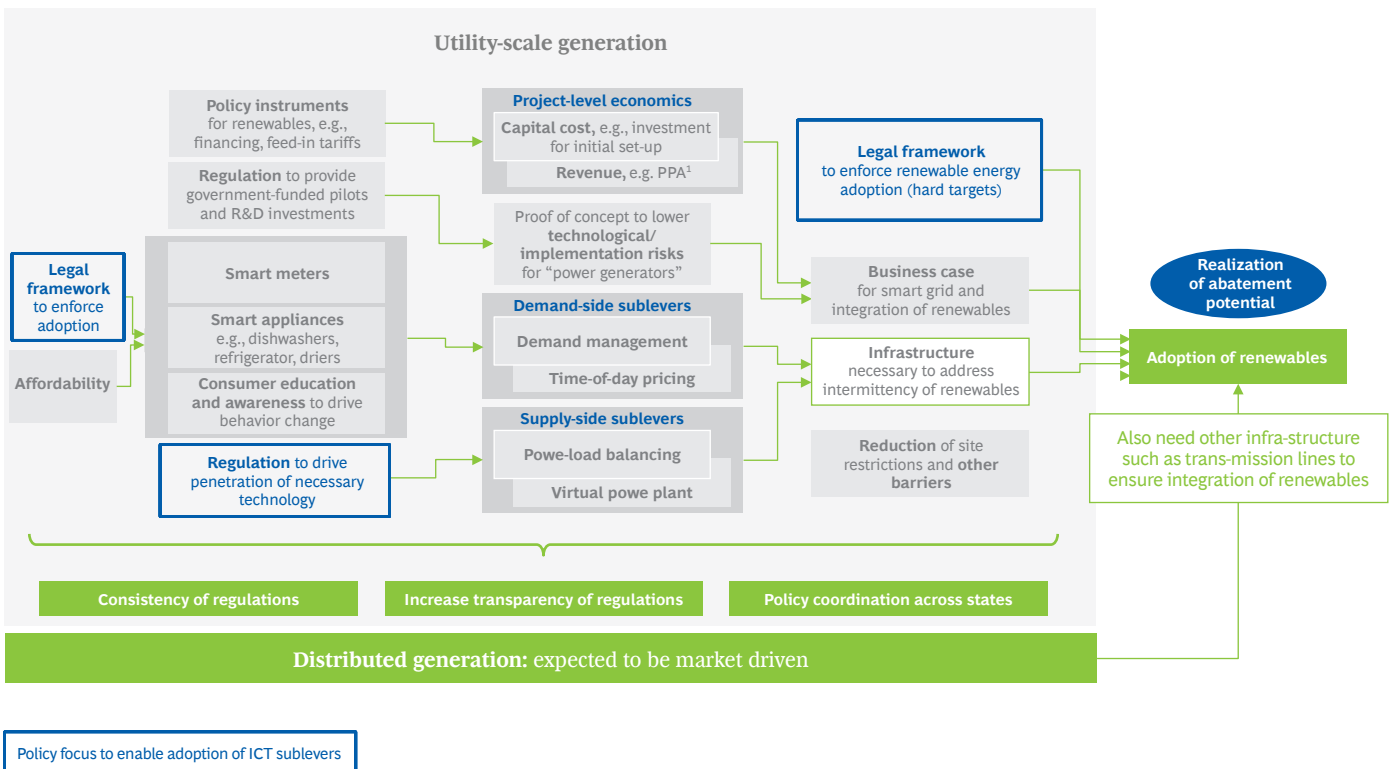 Utility-scale generation
Policy instruments
for renewables, e.g.,
financing, feed-in tariffs
Regulation to provide
government-funded pilots
and R&D investments
Legal
framework
to enforce
adoption
Affordability
Smart meters
Smart appliances
e.g., dishwashers,
refrigerator, driers
Consumer education
and awareness to drive
behavior change
Regulation to drive
penetration of necessary
technology
Project-level economics
Capital cost, e.g., investment
for initial set-up
Revenue, e.g. PPA¹
Proof of concept to lower
technological/
implementation risks
for “power generators”
Demand-side sublevers
Demand management
Time-of-day pricing
Supply-side sublevers
Powe-load balancing
Virtual powe plant
Legal framework
to enforce renewable energy
adoption (hard targets)
Business case
for smart grid and
integration of renewables
Infrastructure
necessary to address
intermittency of renewables
Reduction of site
restrictions and other
barriers
Realization
of abatement
potential
Adoption of renewables
Also need other infra-structure
such as trans-mission lines to
ensure integration of renewables
Consistency of regulations
Increase transparency of regulations
Policy coordination across states
Distributed generation: expected to be market driven
Policy focus to enable adoption of ICT sublevers